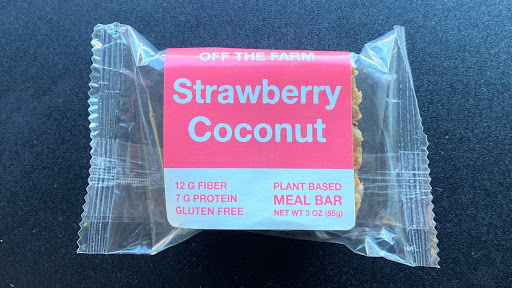 OFF THE FARM
Strawberry
Coconut
12 G FIBER
7 G PROTEIN
GLUTEN FREE
PLANT BASED
MEAL BAR
NET WT 3 OZ (85g)